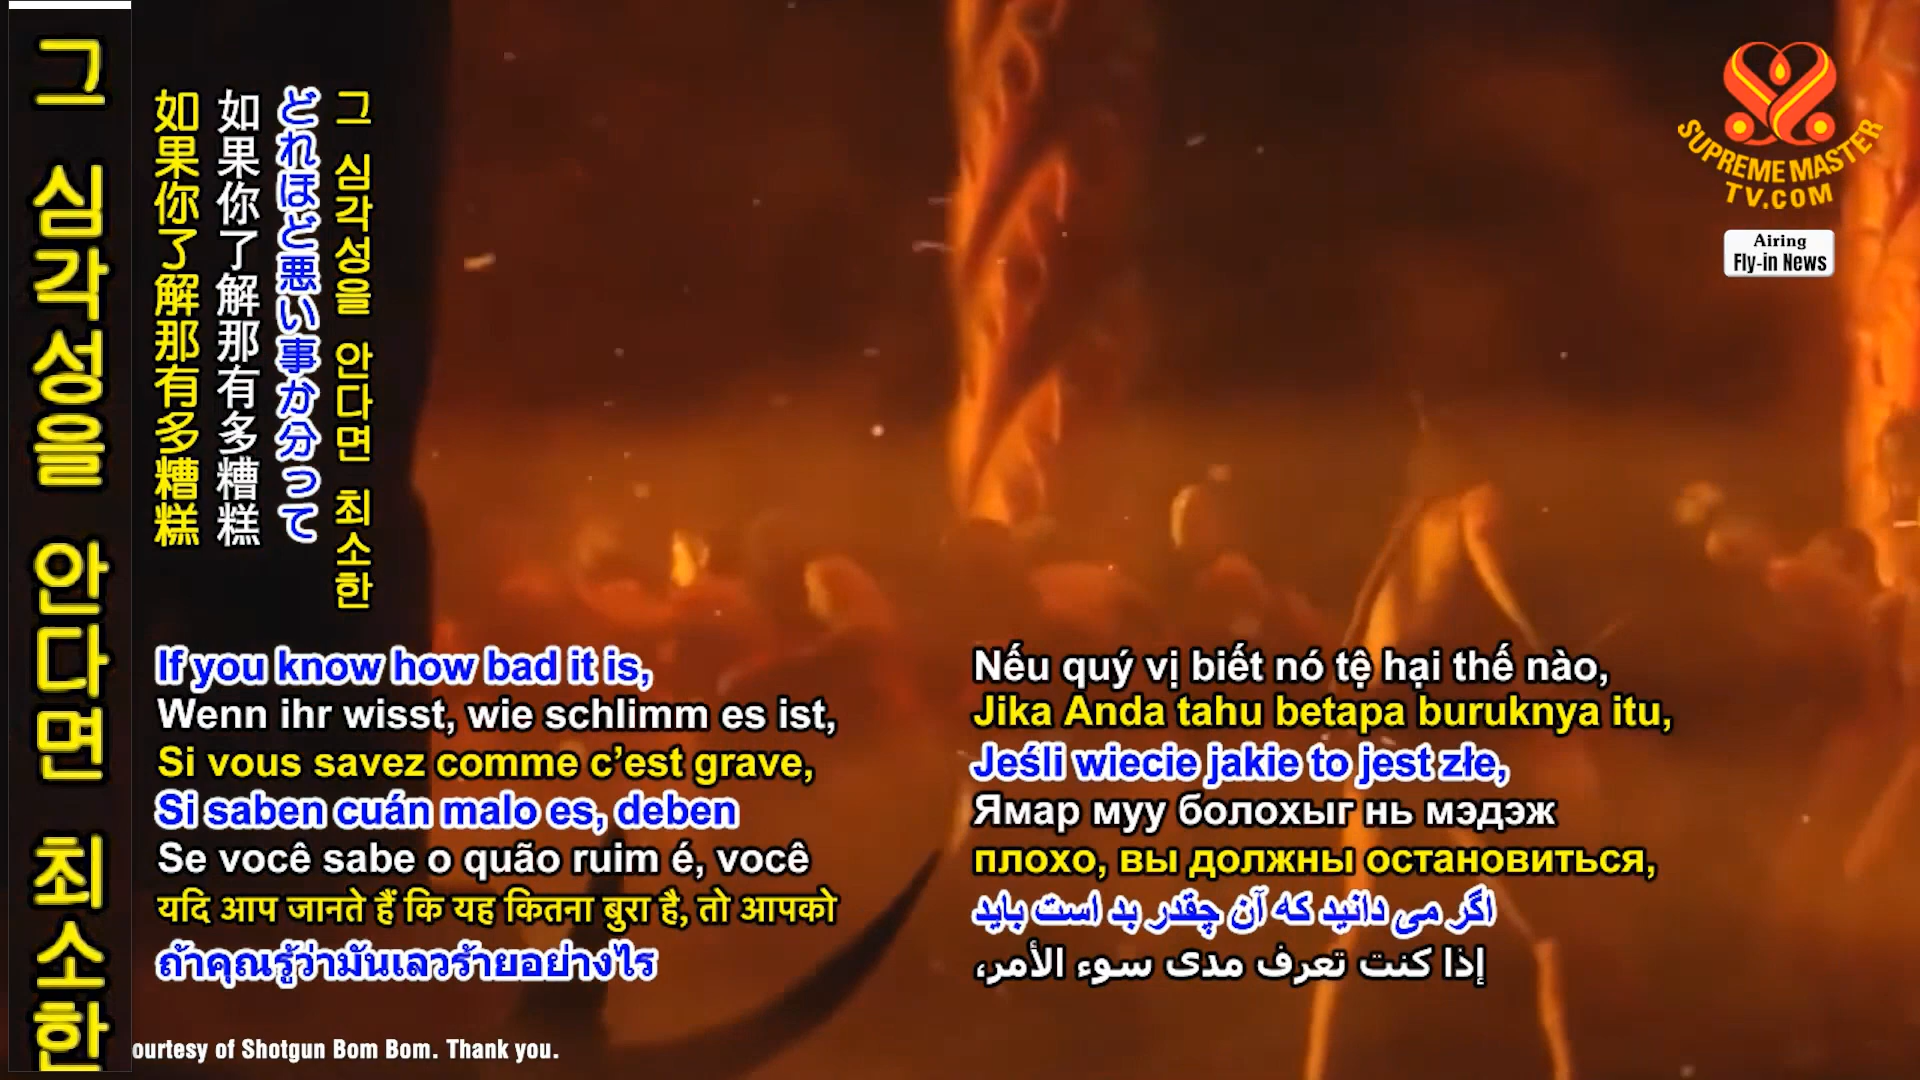 그 심각성을 안다면 최소한
如果你了解那有多糟糕
如果你了解那有多糟糕
どれほど悪い事か分って
그 심각성을 안다면 최소한
SUPREME MASTER
TV.COM
Airing
Fly-in News
If you know how bad it is,
Wenn ihr wisst, wie schlimm es ist,
Si vous savez comme c’est grave,
Si saben cuán malo es, deben
Se você sabe o quão ruim é, você
यदि आप जानते हैं कि यह कितना बुरा है, तो आपको
ถ้าคุณรู้ว่ามันเลวร้ายอย่างไร
Nếu quý vị biết nó tệ hại thế nào,
Jika Anda tahu betapa buruknya itu,
Jeśli wiecie jakie to jest złe,
Ямар муу болохыг нь мэдэж
плохо, вы должны остановиться,
اگر می دانید که آن چقدر بد است باید
إذا كنت تعرف مدى سوء الأمر،
ourtesy of Shotgun Bom Bom. Thank you.